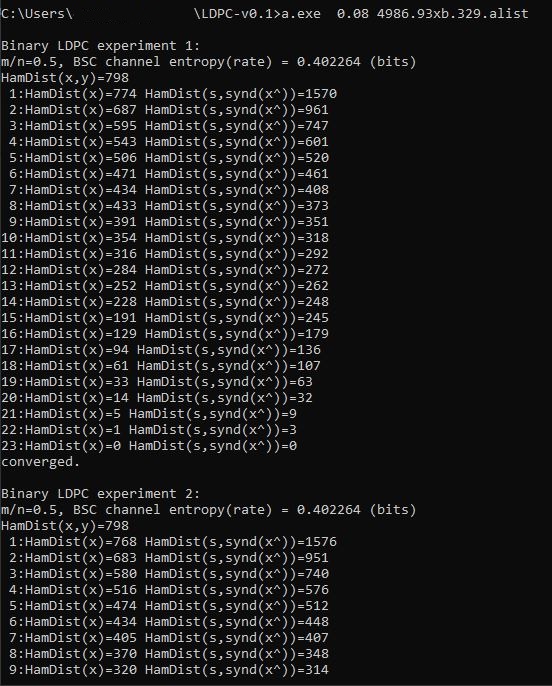 C:\Users\ \LDPC-v0.1>a.exe 0.08 4986.93xb.329.alist
Binary LDPC experiment 1:
m/n=0.5, BSC channel entropy(rate) = 0.402264 (bits)
HamDist(x,y)=798
1:HamDist(x)=774 HamDist(s,synd(x^))=1570
2:HamDist(x)=687 HamDist(s,synd(x^))=961
3:HamDist(x)=595 HamDist(s,synd(x^))=747
4:HamDist(x)=543 HamDist(s,synd(x^))=601
5:HamDist(x)=506 HamDist(s,synd(x^))=520
6:HamDist(x)=471 HamDist(s,synd(x^))=461
7:HamDist(x)=434 HamDist(s,synd(x^))=408
8:HamDist(x)=433 HamDist(s,synd(x^))=373
9:HamDist(x)=391 HamDist(s,synd(x^))=351
10:HamDist(x)=354 HamDist(s,synd(x^))=318
11:HamDist(x)=316 HamDist(s,synd(x^))=292
12:HamDist(x)=284 HamDist(s,synd(x^))=272
13:HamDist(x)=252 HamDist(s,synd(x^))=262
14:HamDist(x)=228 HamDist(s,synd(x^))=248
15:HamDist(x)=191 HamDist(s,synd(x^))=245
16:HamDist(x)=129 HamDist(s,synd(x^))=179
17:HamDist(x)=94 HamDist(s,synd(x^))=136
18:HamDist(x)=61 HamDist(s,synd(x^))=107
19:HamDist(x)=33 HamDist(s,synd(x^))=63
20:HamDist(x)=14 HamDist(s,synd(x^))=32
21:HamDist(x)=5 HamDist(s,synd(x^))=9
22:HamDist(x)=1 HamDist(s,synd(x^))=3
23:HamDist(x)=0 HamDist(s,synd(x^))=0
converged.
Binary LDPC experiment 2:
m/n=0.5, BSC channel entropy(rate) = 0.402264 (bits)
HamDist(x,y)=798
1:HamDist(x)=768 HamDist(s,synd(x^))=1576
2:HamDist(x)=683 HamDist(s,synd(x^))=951
3:HamDist(x)=580 HamDist(s,synd(x^))=740
4:HamDist(x)=516 HamDist(s,synd(x^))=576
5:HamDist(x)=474 HamDist(s,synd(x^))=512
6:HamDist(x)=434 HamDist(s,synd(x^))=448
7:HamDist(x)=405 HamDist(s,synd(x^))=407
8:HamDist(x)=370 HamDist(s,synd(x^))=348
9:HamDist(x)=320 HamDist(s,synd(x^))=314